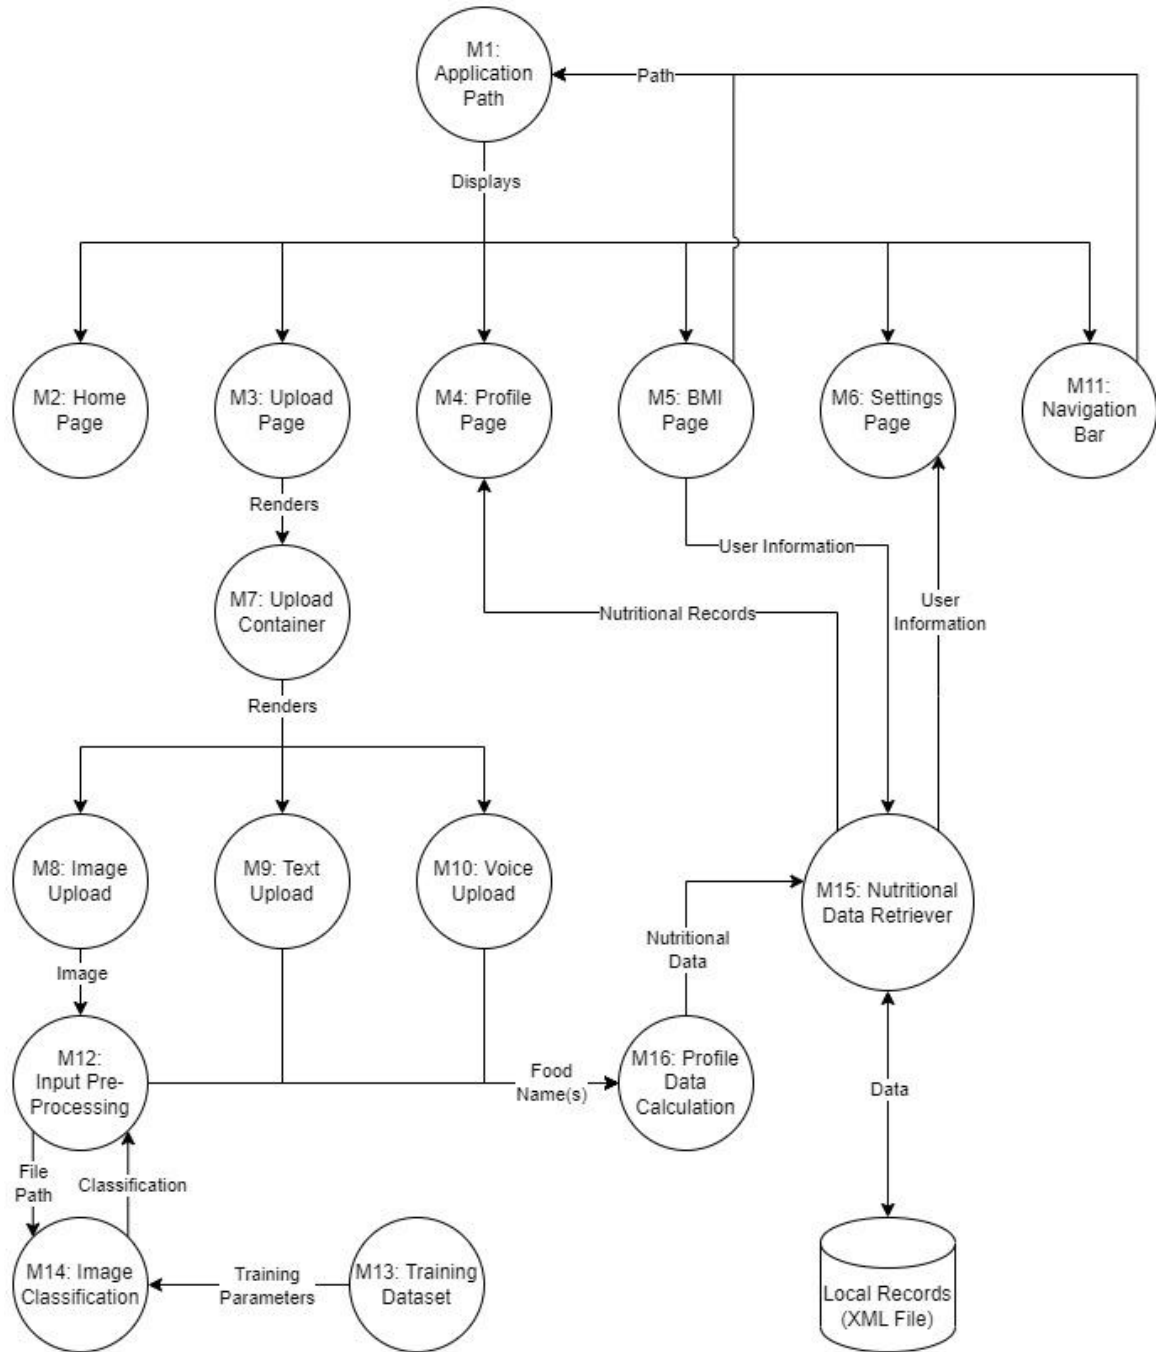 M1:
Application
Path
Path
Displays
M2: Home
Page
M3: Upload
Page
M4: Profile
Page
M5: BMI
Page
M6: Settings
Page
M11:
Navigation
Bar
Renders
User Information
M7: Upload
Container
Nutritional Records
User
Information
Renders
M8: Image
Upload
M9: Text
Upload
M10: Voice
Upload
M15: Nutritional
Data Retriever
Nutritional
Data
Image
M12:
Input Pre-
Processing
Food
Name(s)
M16: Profile
Data
Calculation
Data
File
Path
Classification
M14: Image
Classification
Training
Parameters
M13: Training
Dataset
Local Records
(XML File)